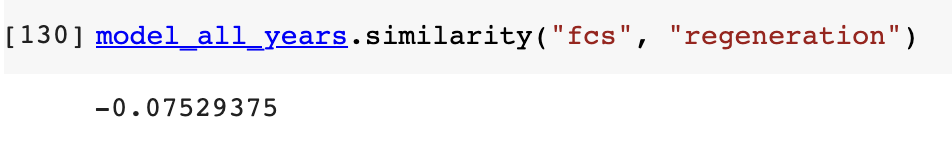 [130] model_all_years.similarity("fcs", "regeneration")
-0.07529375